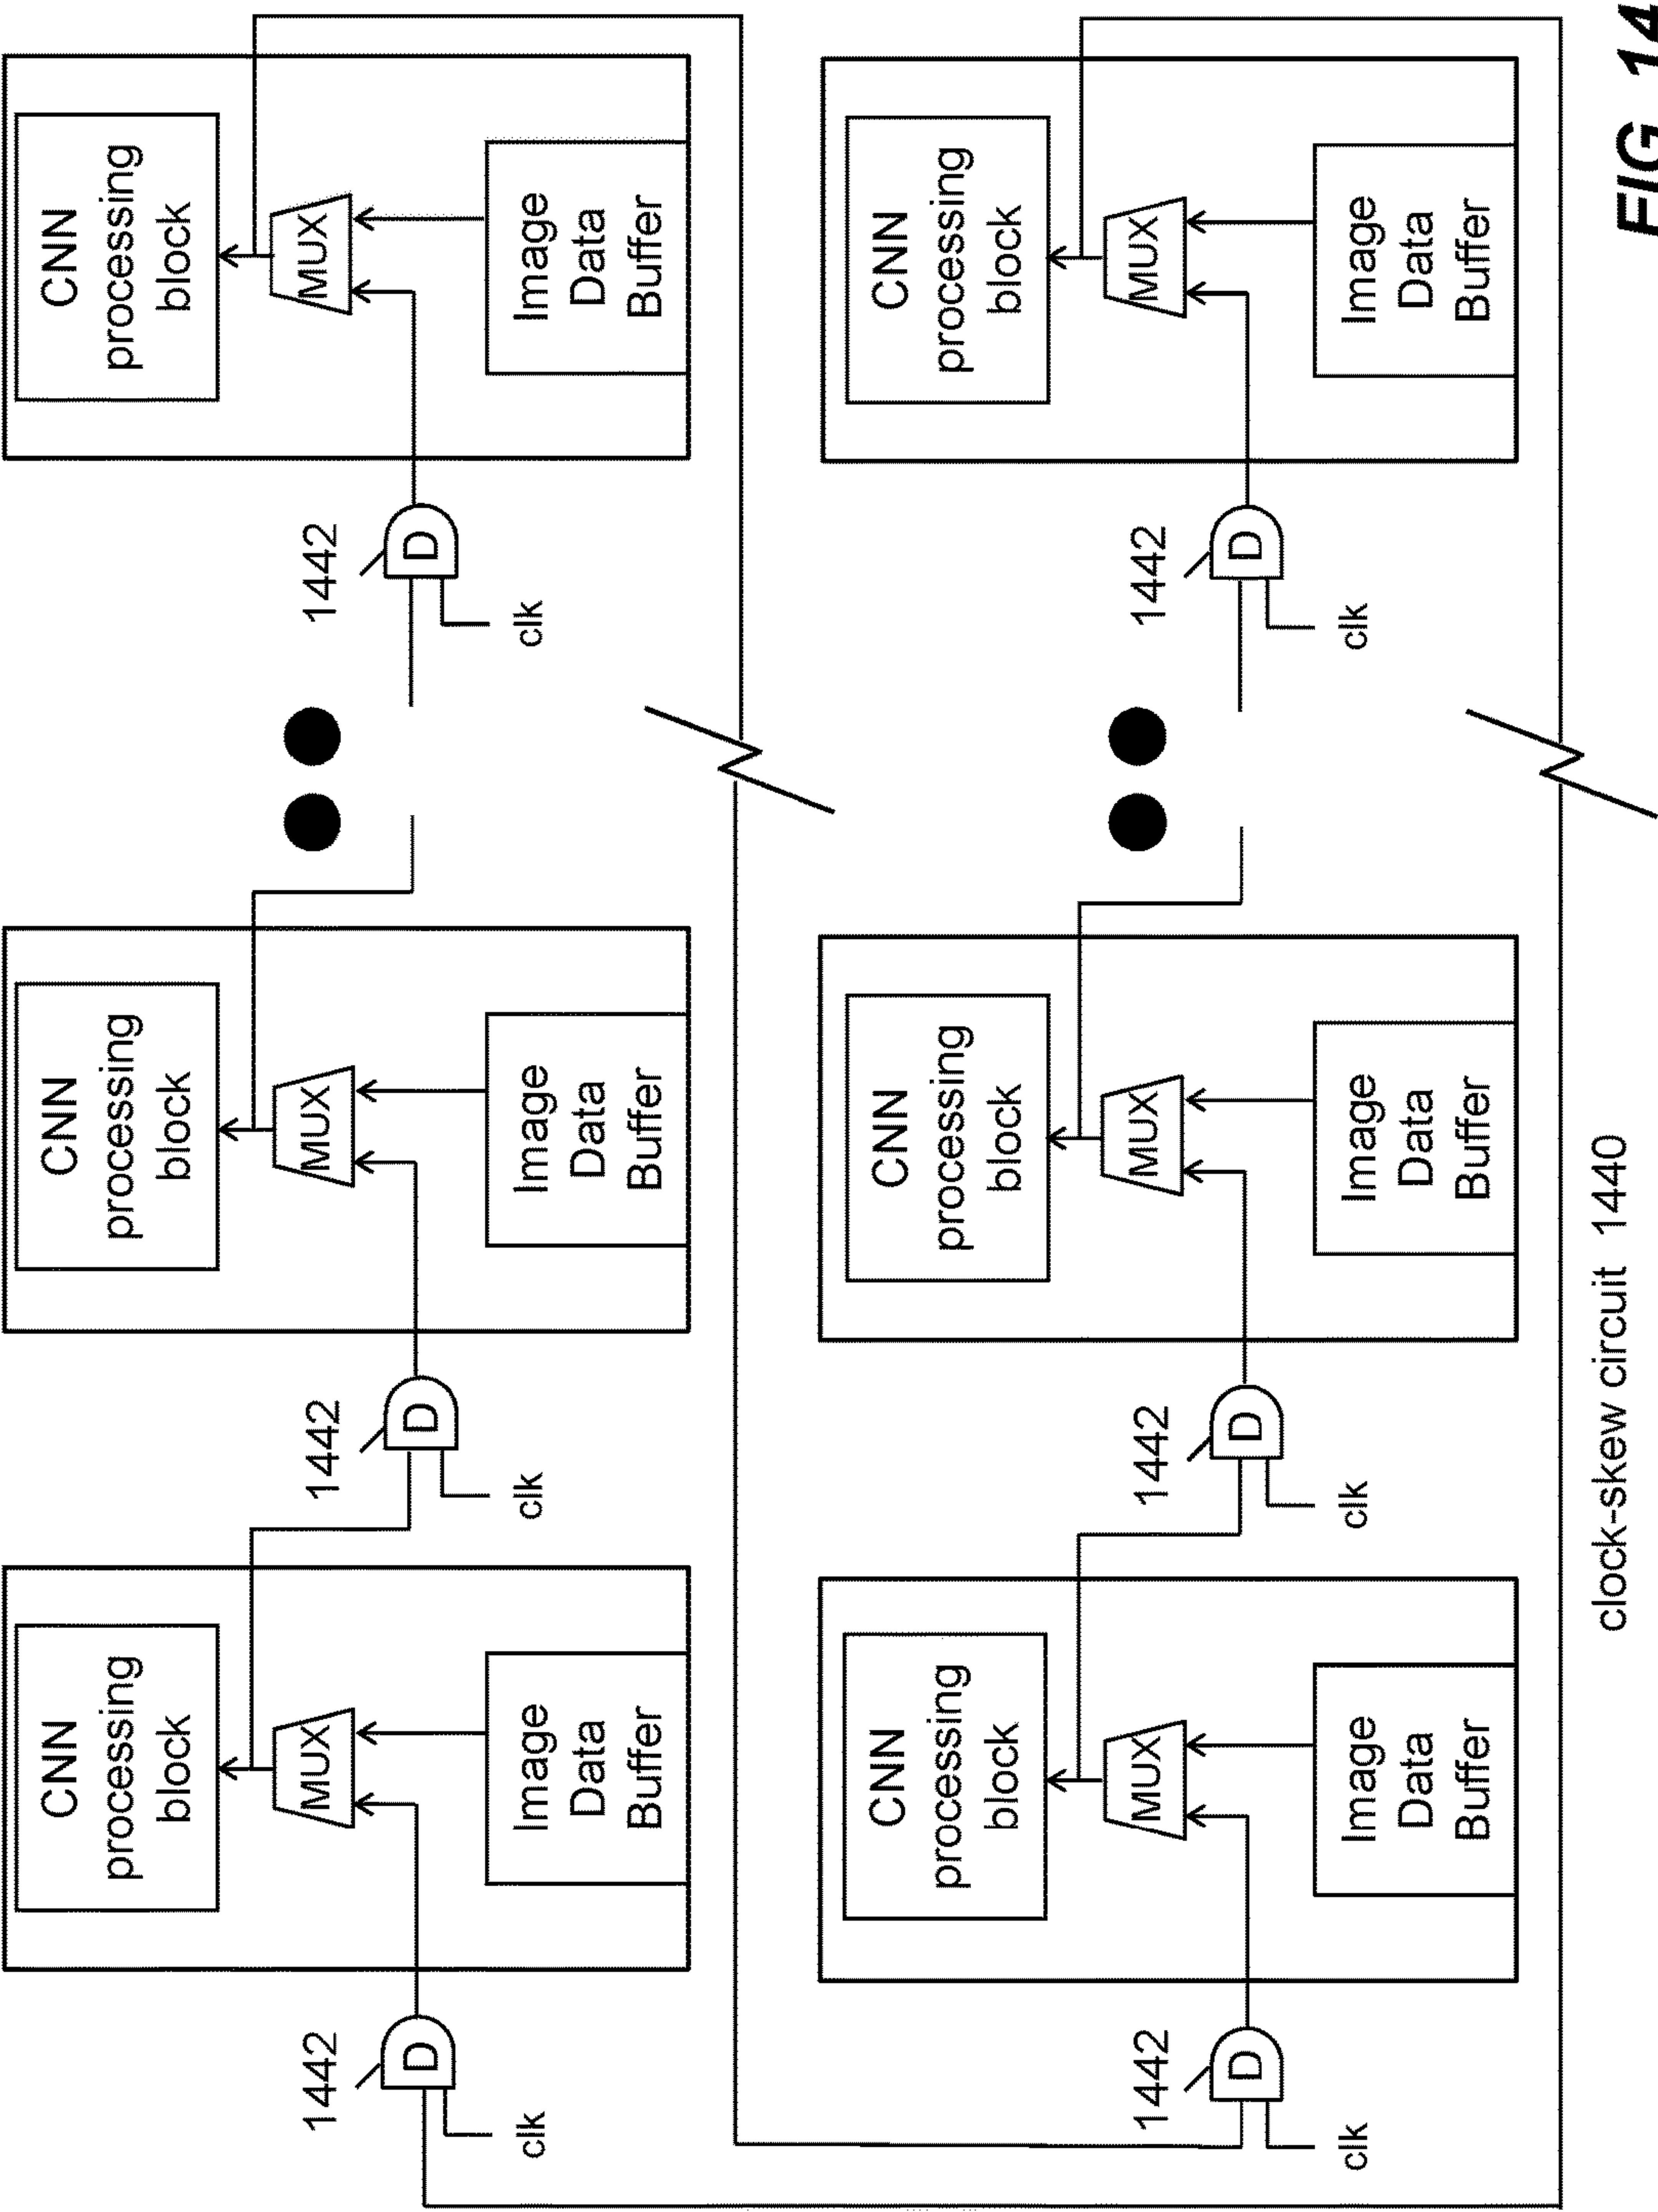 CNN
processing
block
MUX
Image
Data
Buffer
1442
D
clk
CNN
processing
block
MUX
Image
Data
Buffer
1442
D
clk
CNN
processing
block
MUX
Image
Data
Buffer
1442
D
clk
CNN
processing
block
MUX
Image
Data
Buffer
1442
D
clk
CNN
processing
block
MUX
Image
Data
Buffer
1442
D
clk
CNN
processing
block
MUX
Image
Data
Buffer
1442
D
clk
clock-skew circuit 1440
FIG 14